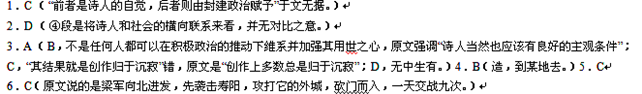 1．C（“前者是诗人的自觉，后者则由封建政治赋予”于文无据。）↵
2．D（④段是将诗人和社会的横向联系来看，并无对比之意。）↵
3．A（B，不是任何人都可以在积极政治的推动下维系并加强其用世之心，原文强调“诗人当然也应该有良好的主观条件”；
C，“其结果就是创作归于沉寂”错，原文是“创作上多数总是归于沉寂”；D，无中生有。）4．B（造，到某地去。）5．C↵
6．C（原文说的是梁军向北进发，先袭击寿阳，攻打它的外城，欲门而入，一天交战九次。）↵